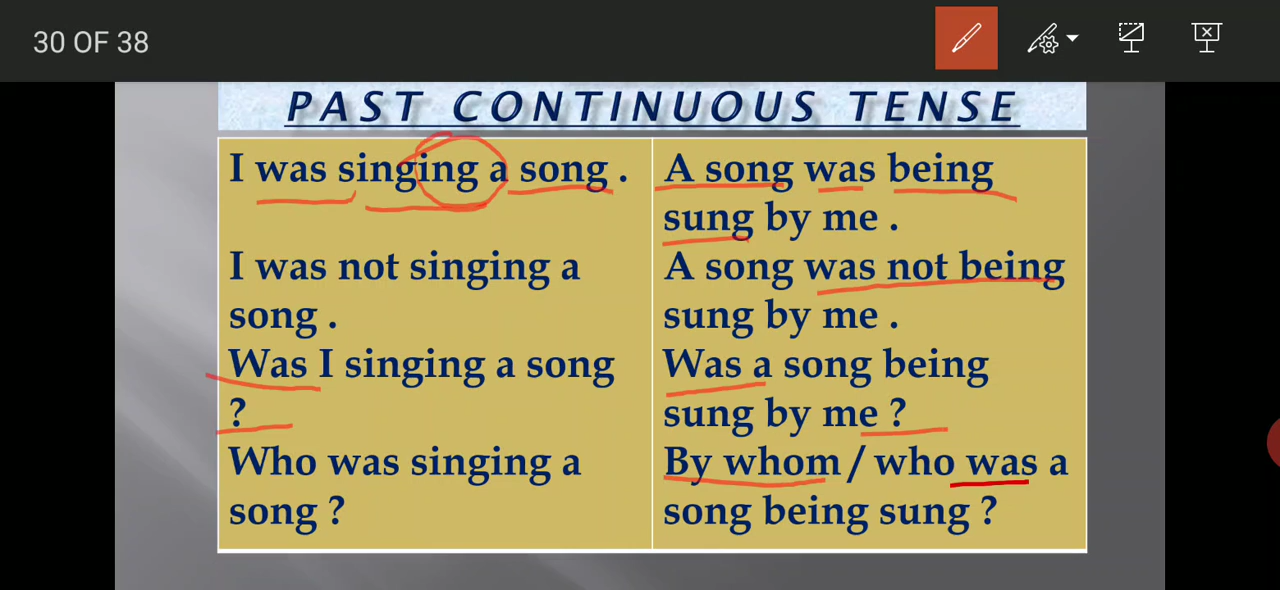 30 OF 38
PAST CONTINUOUS TENSE
I was singing a song .
I was not singing a
song .
Was I singing a song
?
Who was singing a
song ?
A song was being
sung by me .
A song was not being
sung by me .
Was a song being
sung by me ?
By whom / who was a
song being sung ?